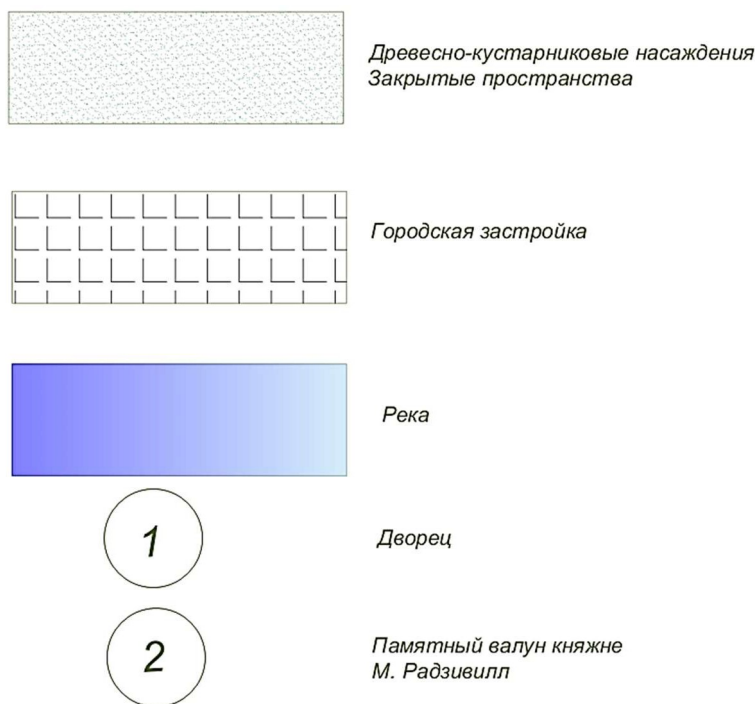 Древесно-кустарниковые насаждения
Закрытые пространства
Городская застройка
Река
1
Дворец
2
Памятный валун княжне
М. Радзивилл